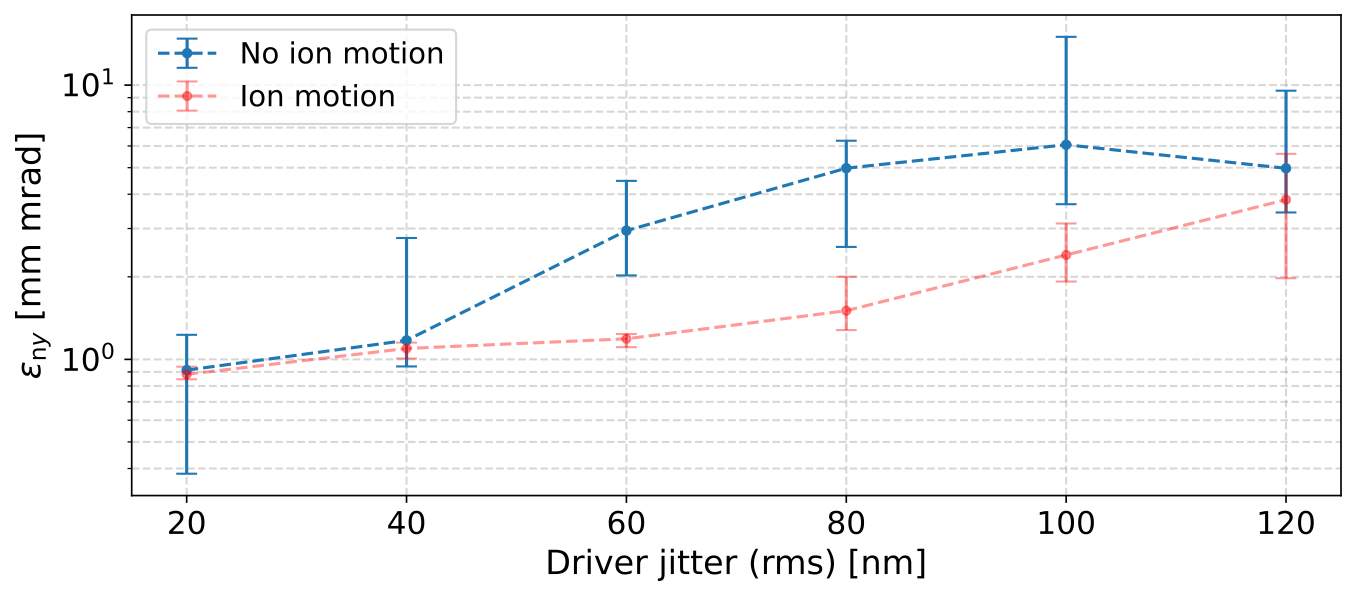 No ion motion
Ion motion
10¹
10⁰
εny [mm mrad]
20 40 60 80 100 120
Driver jitter (rms) [nm]